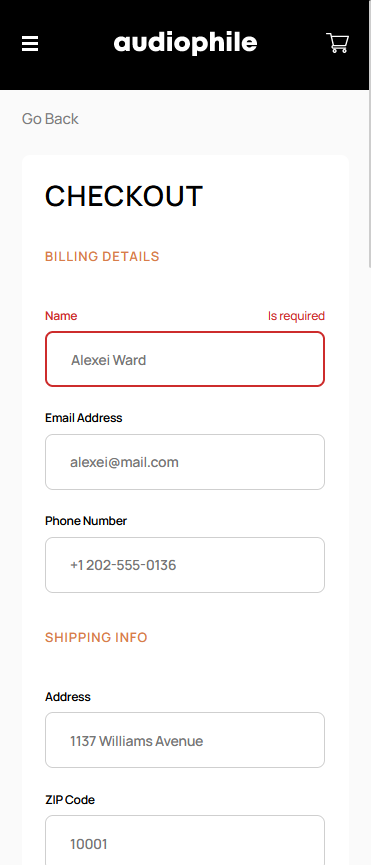 audiophile
Go Back
CHECKOUT
BILLING DETAILS
Name Is required
Alexei Ward
Email Address
alexei@mail.com
Phone Number
+1 202-555-0136
SHIPPING INFO
Address
1137 Williams Avenue
ZIP Code
10001